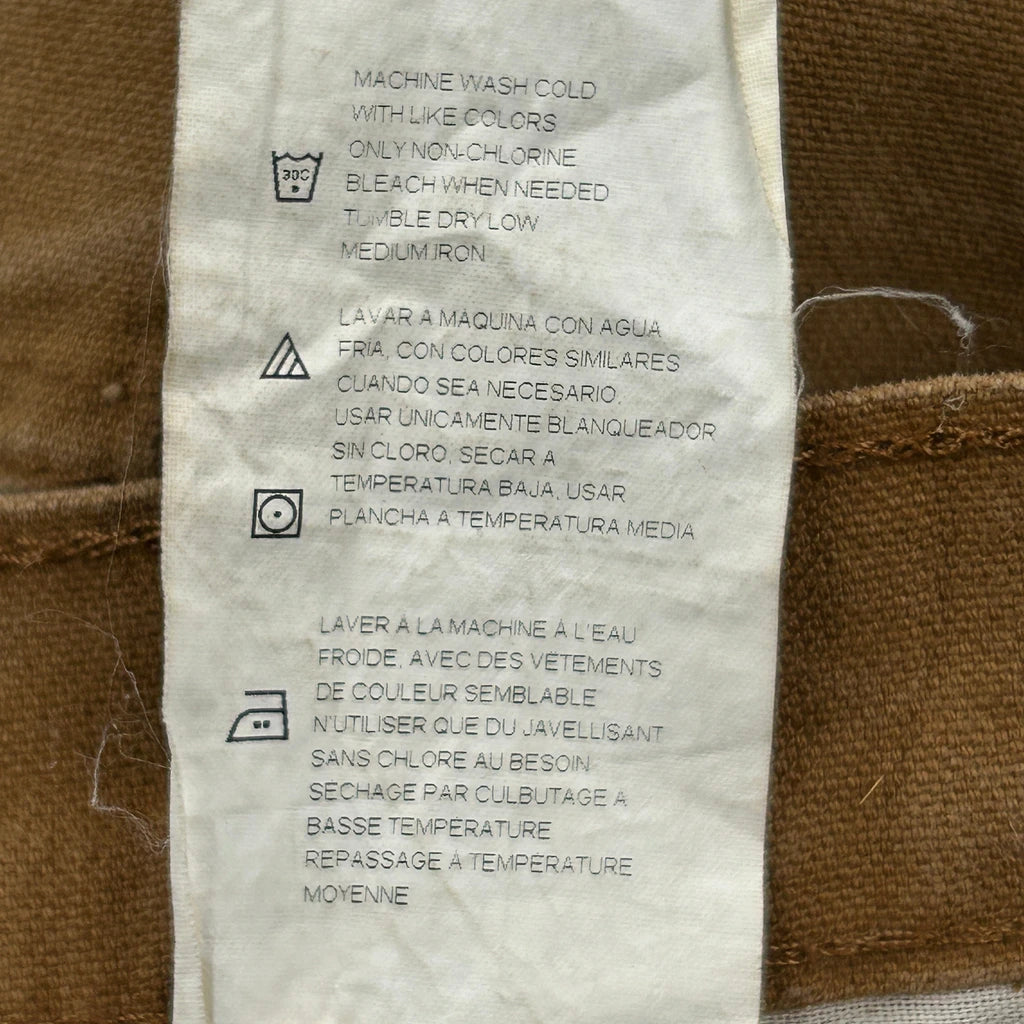 MACHINE WASH COLD
WITH LIKE COLORS
ONLY NON-CHLORINE
BLEACH WHEN NEEDED
TUMBLE DRY LOW
MEDIUM IRON
30C
LAVAR A MÁQUINA CON AGUA
FRÍA, CON COLORES SIMILARES
CUANDO SEA NECESARIO,
USAR ÚNICAMENTE BLANQUEADOR
SIN CLORO, SECAR A
TEMPERATURA BAJA, USAR
PLANCHA A TEMPERATURA MEDIA
LAVER À LA MACHINE À L'EAU
FROIDE, AVEC DES VÊTEMENTS
DE COULEUR SEMBLABLE
N'UTILISER QUE DU JAVELLISANT
SANS CHLORE AU BESOIN
SÉCHAGE PAR CULBUTAGE À
BASSE TEMPÉRATURE
REPASSAGE À TEMPÉRATURE
MOYENNE